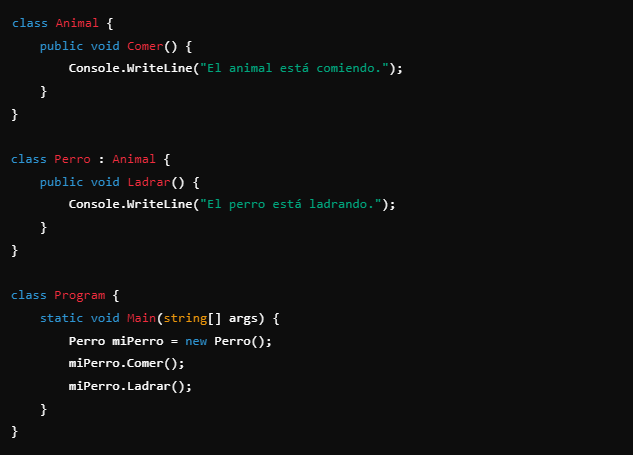 class Animal {
    public void Comer() {
        Console.WriteLine("El animal está comiendo.");
    }
}

class Perro : Animal {
    public void Ladrar() {
        Console.WriteLine("El perro está ladrando.");
    }
}

class Program {
    static void Main(string[] args) {
        Perro miPerro = new Perro();
        miPerro.Comer();
        miPerro.Ladrar();
    }
}